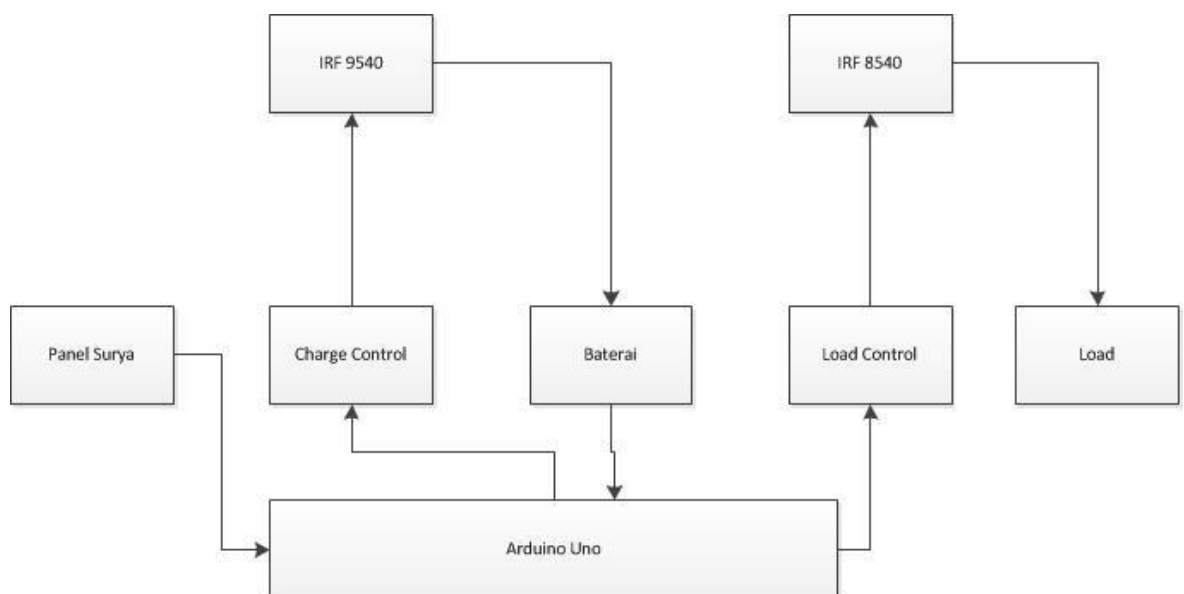 IRF 9540
IRF 8540
Panel Surya
Charge Control
Baterai
Load Control
Load
Arduino Uno